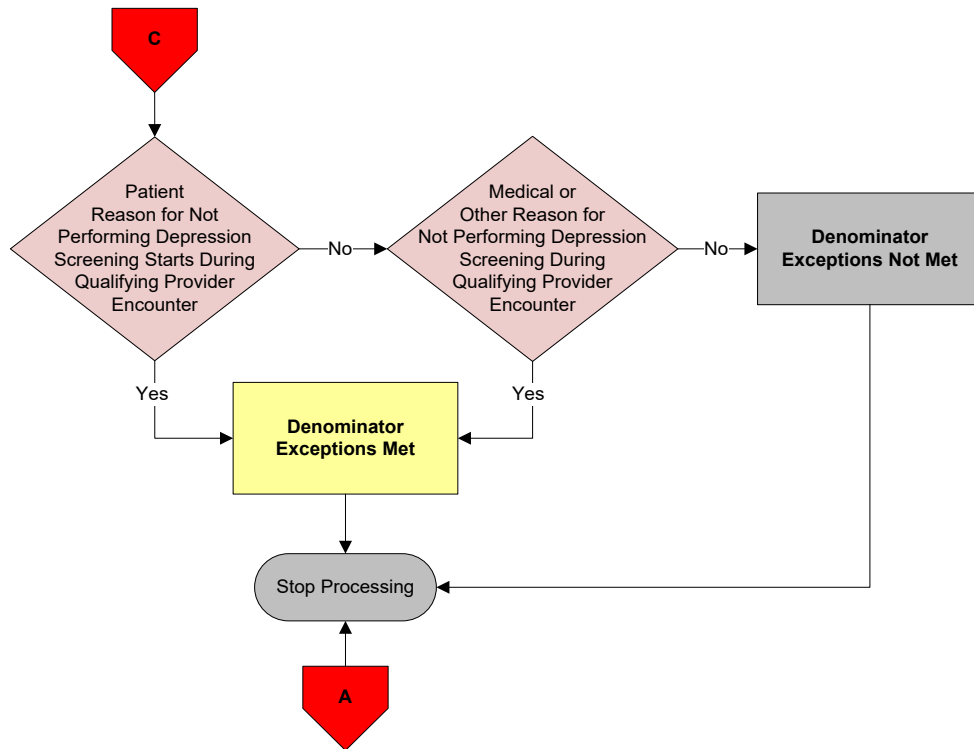 C
Patient
Reason for Not
Performing Depression
Screening Starts During
Qualifying Provider
Encounter
No
Medical or
Other Reason for
Not Performing Depression
Screening During
Qualifying Provider
Encounter
No
Denominator
Exceptions Not Met
Yes
Yes
Denominator
Exceptions Met
Stop Processing
A